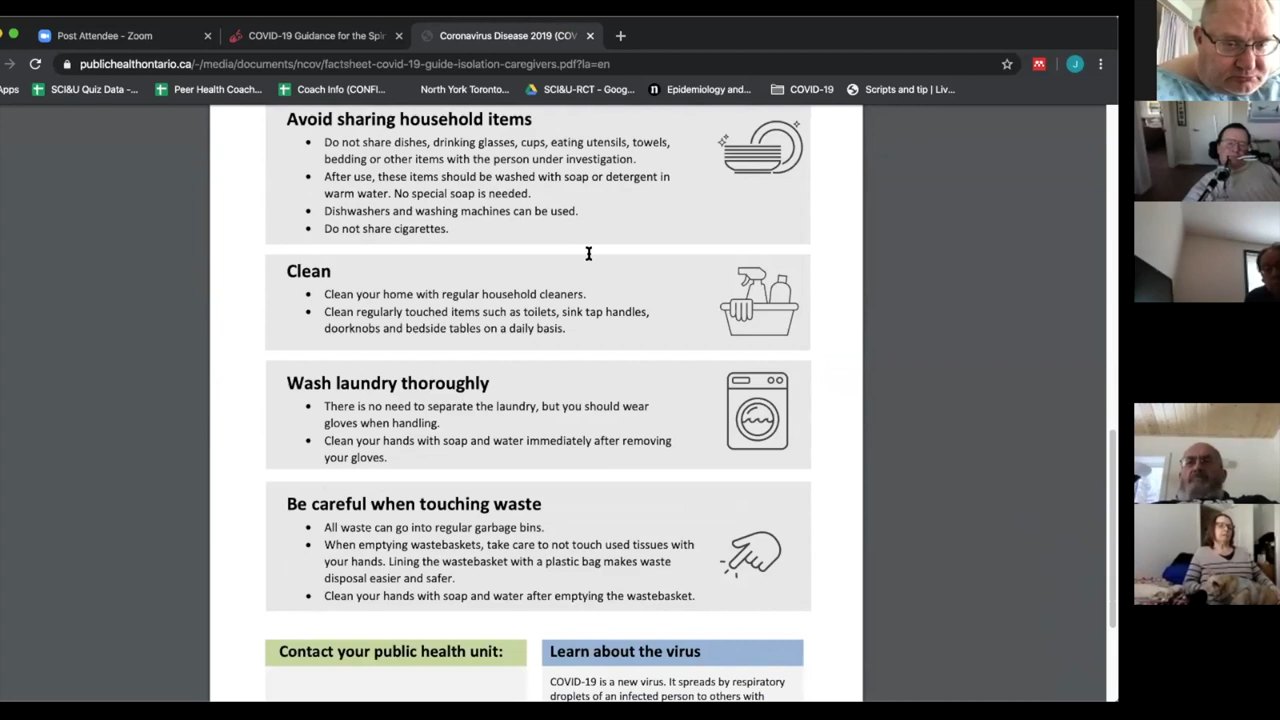 Post Attendee - Zoom
COVID-19 Guidance for the Spin
Coronavirus Disease 2019 (COV
publichealthontario.ca/-/media/documents/ncov/factsheet-covid-19-guide-isolation-caregivers.pdf?la=en
J
Apps
SCI&U Quiz Data -...
Peer Health Coach...
Coach Info (CONFI...
North York Toronto...
SCI&U-RCT - Goog...
Epidemiology and...
COVID-19
Scripts and tip | Liv...
Avoid sharing household items
• Do not share dishes, drinking glasses, cups, eating utensils, towels,
bedding or other items with the person under investigation.
• After use, these items should be washed with soap or detergent in
warm water. No special soap is needed.
• Dishwashers and washing machines can be used.
• Do not share cigarettes.
Clean
• Clean your home with regular household cleaners.
• Clean regularly touched items such as toilets, sink tap handles,
doorknobs and bedside tables on a daily basis.
Wash laundry thoroughly
• There is no need to separate the laundry, but you should wear
gloves when handling.
• Clean your hands with soap and water immediately after removing
your gloves.
Be careful when touching waste
• All waste can go into regular garbage bins.
• When emptying wastebaskets, take care to not touch used tissues with
your hands. Lining the wastebasket with a plastic bag makes waste
disposal easier and safer.
• Clean your hands with soap and water after emptying the wastebasket.
Contact your public health unit:
Learn about the virus
COVID-19 is a new virus. It spreads by respiratory
droplets of an infected person to others with